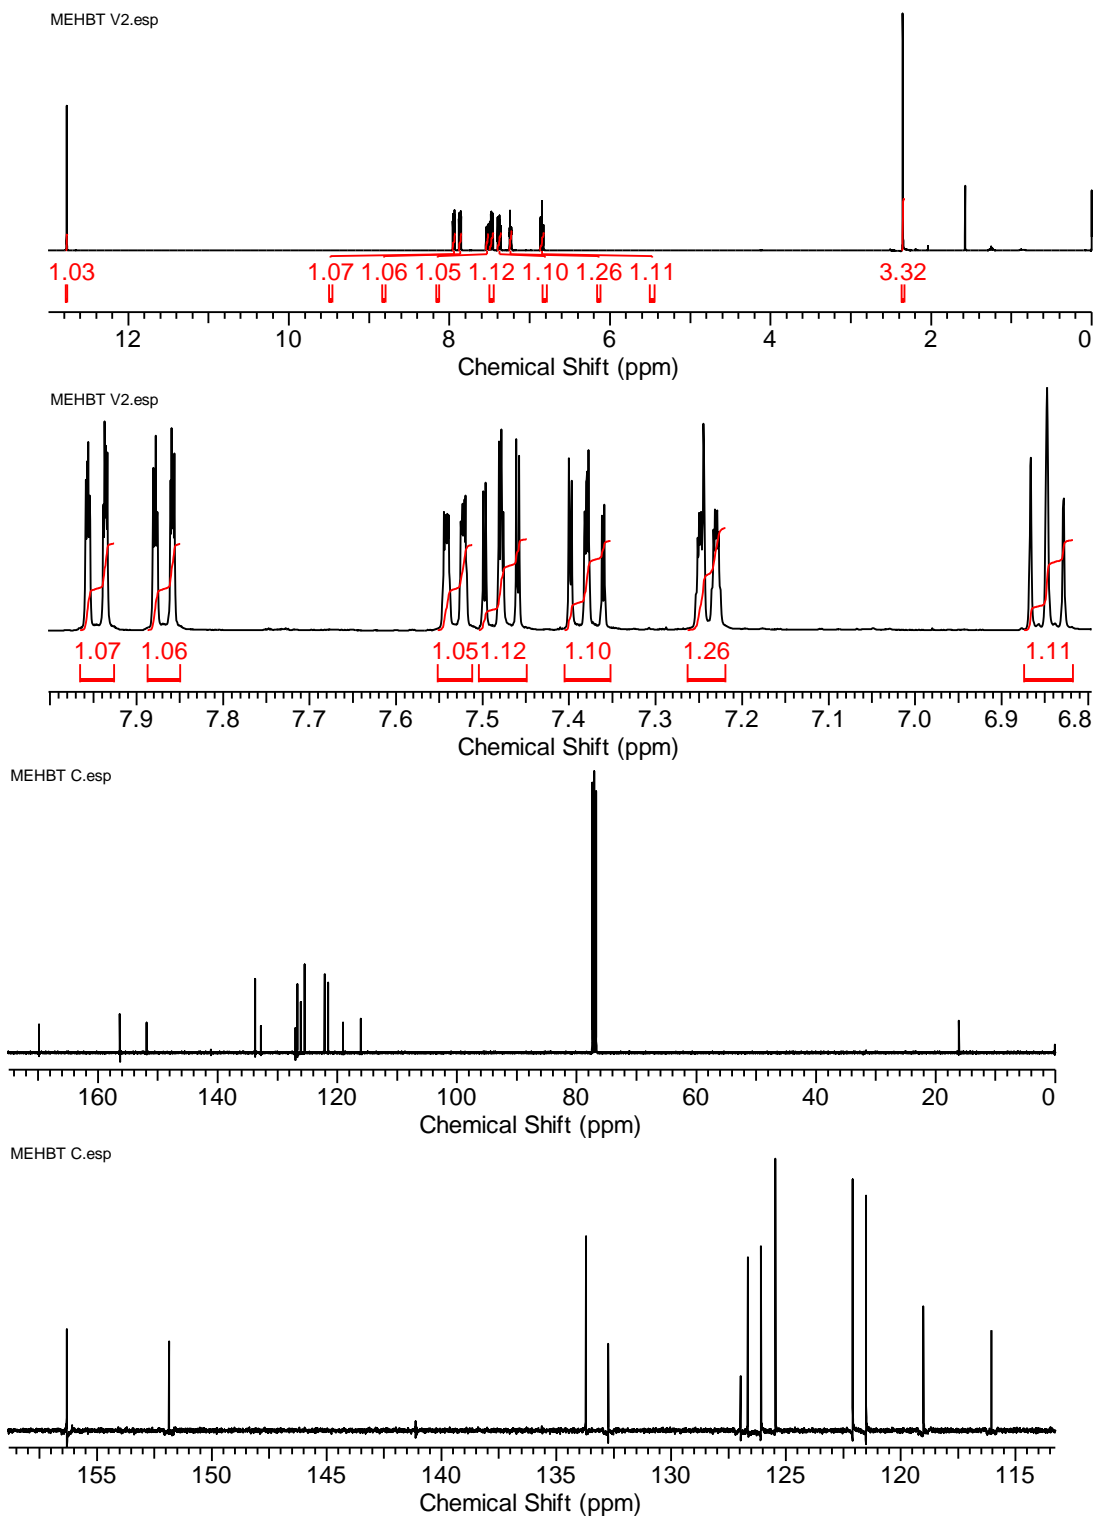 MEHBT V2.esp
1.03 1.07 1.06 1.05 1.12 1.10 1.26 1.11 3.32
12 10 8 6 4 2 0
Chemical Shift (ppm)
MEHBT V2.esp
1.07 1.06 1.05 1.12 1.10 1.26 1.11
7.9 7.8 7.7 7.6 7.5 7.4 7.3 7.2 7.1 7.0 6.9 6.8
Chemical Shift (ppm)
MEHBT C.esp
160 140 120 100 80 60 40 20 0
Chemical Shift (ppm)
MEHBT C.esp
155 150 145 140 135 130 125 120 115
Chemical Shift (ppm)